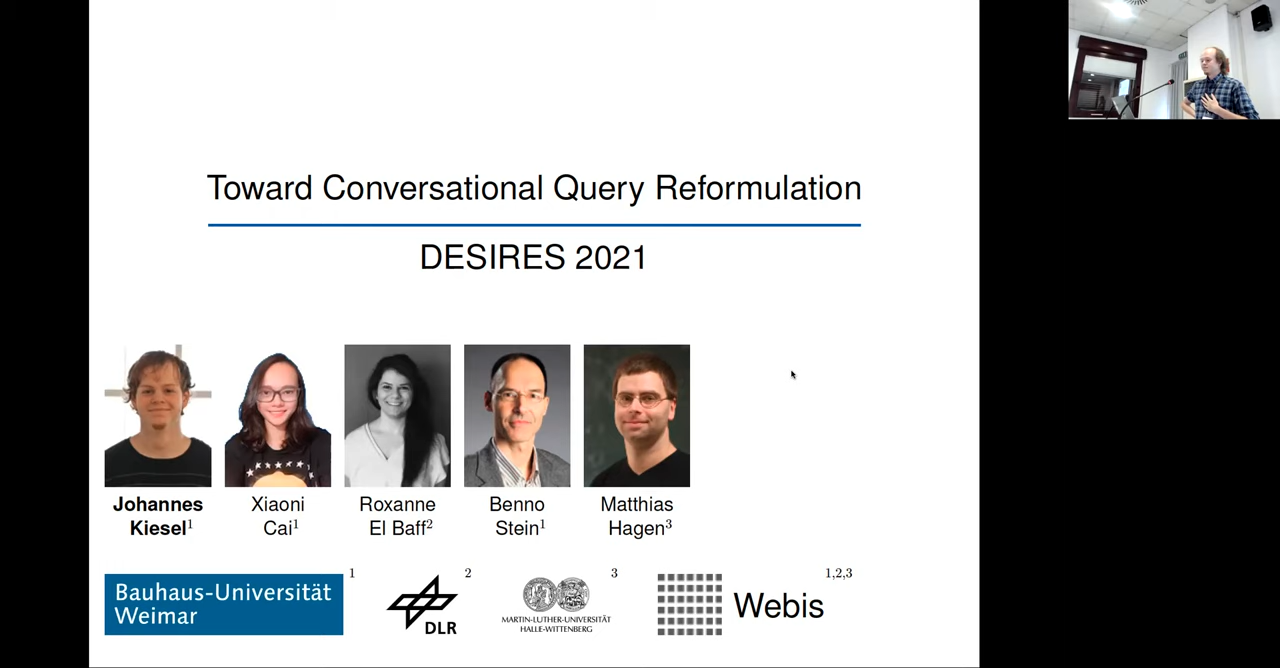 Toward Conversational Query Reformulation
DESIRES 2021
Johannes
Kiesel¹
Xiaoni
Cai¹
Roxanne
El Baff²
Benno
Stein¹
Matthias
Hagen³
Bauhaus-Universität
Weimar
1
DLR
2
MARTIN-LUTHER-UNIVERSITÄT
HALLE-WITTENBERG
3
Webis
1,2,3